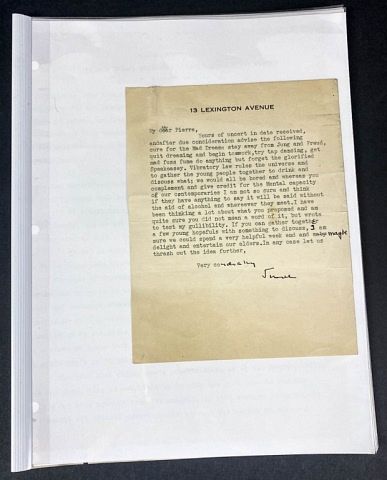 13 LEXINGTON AVENUE
My dear Pierre,
Yours of uncert in date received,
andafter due consideration advise the following
cure for the Mad Dreams stay away from Jung and Freud,
quit dreaming and begin teamwork,try tap dancing, get
mad fuss fume do anything but forget the glorified
Speakeasy. Vibratory law rules the universe and
to gather the young people together to drink and
discuss what; we would all be bored and whereas you
complement and give credit for the Mental capacity
of our contemporaries I am not so sure and think
if they have anything to say it will be said without
the aid of alcohol and wheresver they meet.I have
been thinking a lot about what you proposed and am
quite sure you did not mean a word of it, but wrote
to test my gullibility. If you can gather together
a few young hopefuls with something to discuss, I am
sure we could spend a very helpful week end and maybe
delight and entertain our elders.In any case let us
thrash out the idea further,
Very cordially